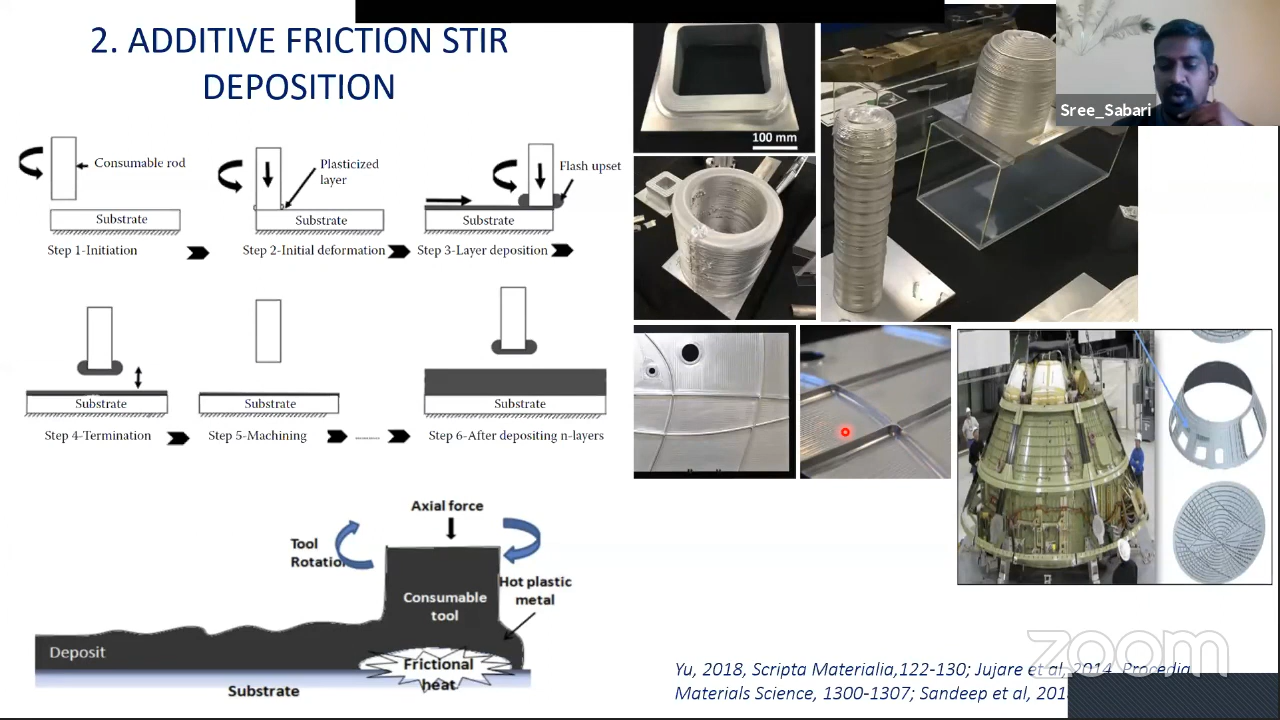 2. ADDITIVE FRICTION STIR
DEPOSITION
Consumable rod
Substrate
Step 1-Initiation
Plasticized
layer
Substrate
Step 2-Initial deformation
Flash upset
Substrate
Step 3-Layer deposition
Substrate
Step 4-Termination
Substrate
Step 5-Machining
Substrate
Step 6-After depositing n-layers
Axial force
Tool
Rotation
Hot plastic
metal
Consumable
tool
Deposit
Frictional
heat
Substrate
100 mm
Sree_Sabari
Yu, 2018, Scripta Materialia,122-130; Jujare et al, 2014, Procedia
Materials Science, 1300-1307; Sandeep et al,
zoom